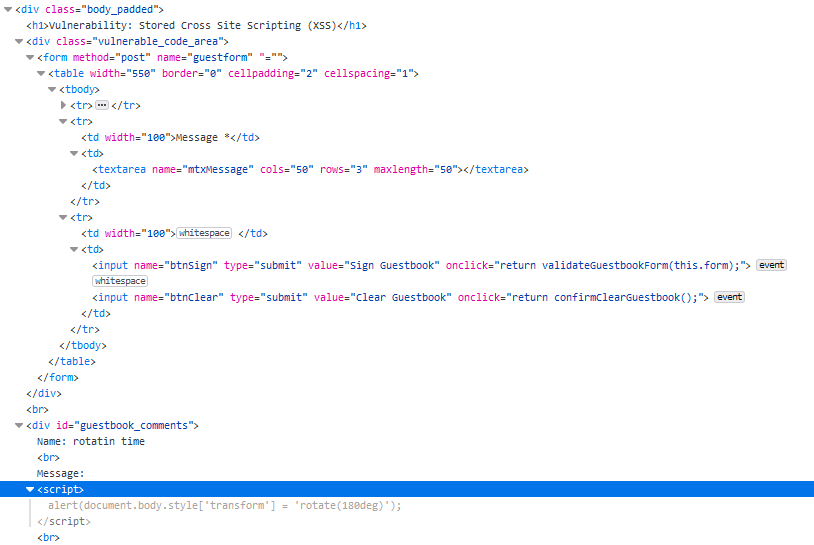 <div class="body_padded">
<h1>Vulnerability: Stored Cross Site Scripting (XSS)</h1>
<div class="vulnerable_code_area">
<form method="post" name="guestform" "="">
<table width="550" border="0" cellpadding="2" cellspacing="1">
<tbody>
<tr>…</tr>
<tr>
<td width="100">Message *</td>
<td>
<textarea name="mtxMessage" cols="50" rows="3" maxlength="50"></textarea>
</td>
</tr>
<tr>
<td width="100">whitespace </td>
<td>
<input name="btnSign" type="submit" value="Sign Guestbook" onclick="return validateGuestbookForm(this.form);"> event
whitespace
<input name="btnClear" type="submit" value="Clear Guestbook" onclick="return confirmClearGuestbook();"> event
</td>
</tr>
</tbody>
</table>
</form>
</div>
<br>
<div id="guestbook_comments">
Name: rotatin time
<br>
Message:
<script>
alert(document.body.style['transform'] = 'rotate(180deg)');
</script>
<br>